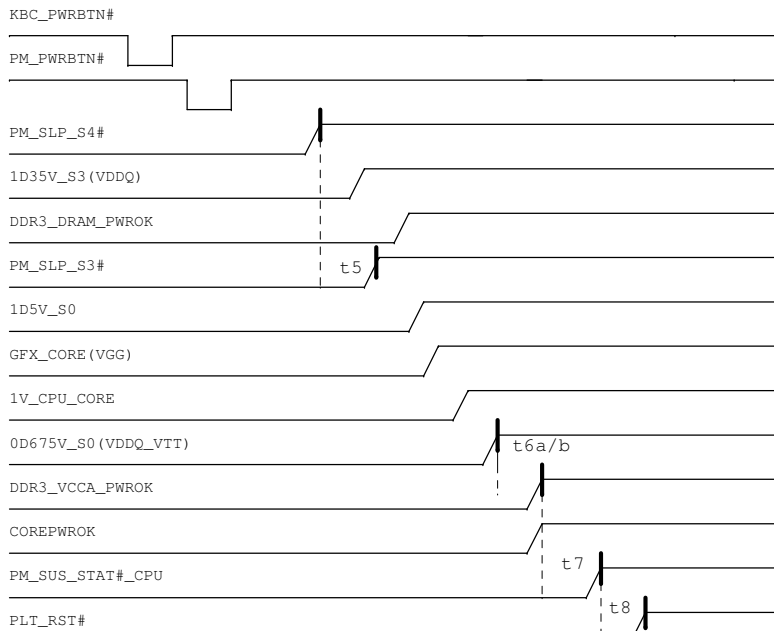 KBC_PWRBTN#
PM_PWRBTN#
PM_SLP_S4#
1D35V_S3(VDDQ)
DDR3_DRAM_PWROK
PM_SLP_S3#
t5
1D5V_S0
GFX_CORE(VGG)
1V_CPU_CORE
0D675V_S0(VDDQ_VTT)
t6a/b
DDR3_VCCA_PWROK
COREPWROK
t7
PM_SUS_STAT#_CPU
t8
PLT_RST#